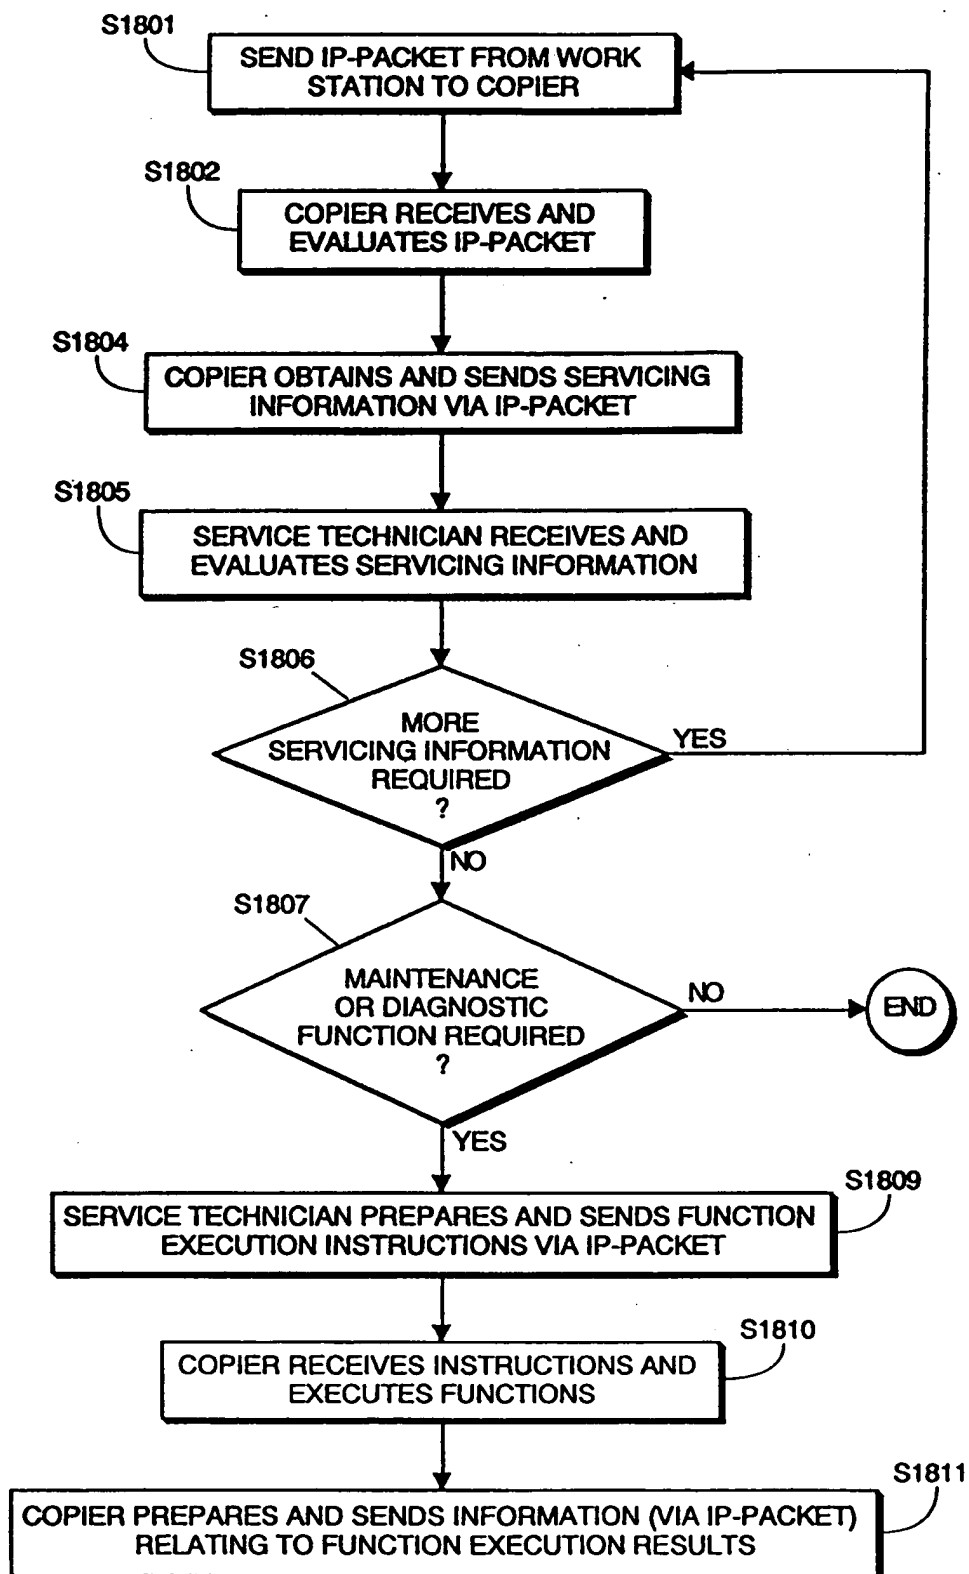 S1801
SEND IP-PACKET FROM WORK
STATION TO COPIER
S1802
COPIER RECEIVES AND
EVALUATES IP-PACKET
S1804
COPIER OBTAINS AND SENDS SERVICING
INFORMATION VIA IP-PACKET
S1805
SERVICE TECHNICIAN RECEIVES AND
EVALUATES SERVICING INFORMATION
S1806
MORE
SERVICING INFORMATION
REQUIRED
?
YES
NO
S1807
MAINTENANCE
OR DIAGNOSTIC
FUNCTION REQUIRED
?
NO
END
YES
S1809
SERVICE TECHNICIAN PREPARES AND SENDS FUNCTION
EXECUTION INSTRUCTIONS VIA IP-PACKET
S1810
COPIER RECEIVES INSTRUCTIONS AND
EXECUTES FUNCTIONS
S1811
COPIER PREPARES AND SENDS INFORMATION (VIA IP-PACKET)
RELATING TO FUNCTION EXECUTION RESULTS